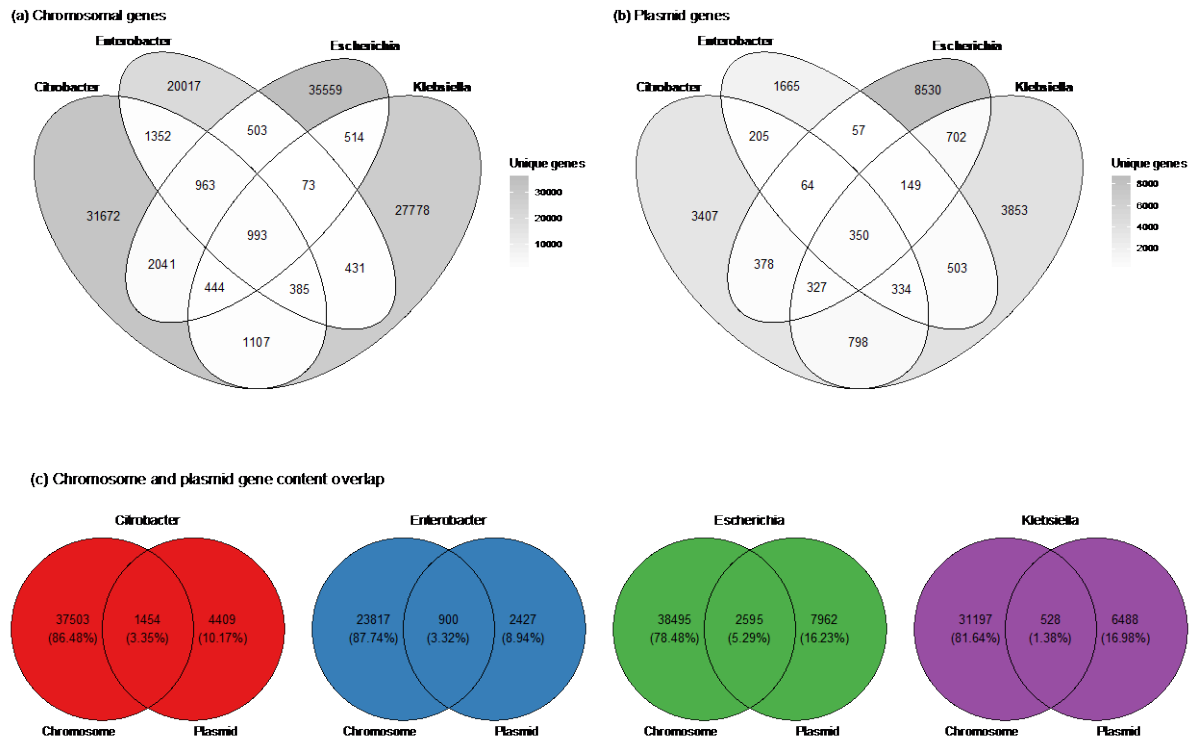 (a) Chromosomal genes
(b) Plasmid genes
Enterobacter
Escherichia
Citrobacter
Klebsiella
20017
35559
1352
503
514
963
73
31672
27778
993
2041
431
444
385
1107
Unique genes
30000
20000
10000
Enterobacter
Escherichia
Citrobacter
Klebsiella
1665
8530
205
57
702
64
149
3407
3853
350
378
503
327
334
798
Unique genes
8000
6000
4000
2000
(c) Chromosome and plasmid gene content overlap
Citrobacter
37503
(86.48%)
1454
(3.35%)
4409
(10.17%)
Chromosome
Plasmid
Enterobacter
23817
(87.74%)
900
(3.32%)
2427
(8.94%)
Chromosome
Plasmid
Escherichia
38495
(78.48%)
2595
(5.29%)
7962
(16.23%)
Chromosome
Plasmid
Klebsiella
31197
(81.64%)
528
(1.38%)
6488
(16.98%)
Chromosome
Plasmid